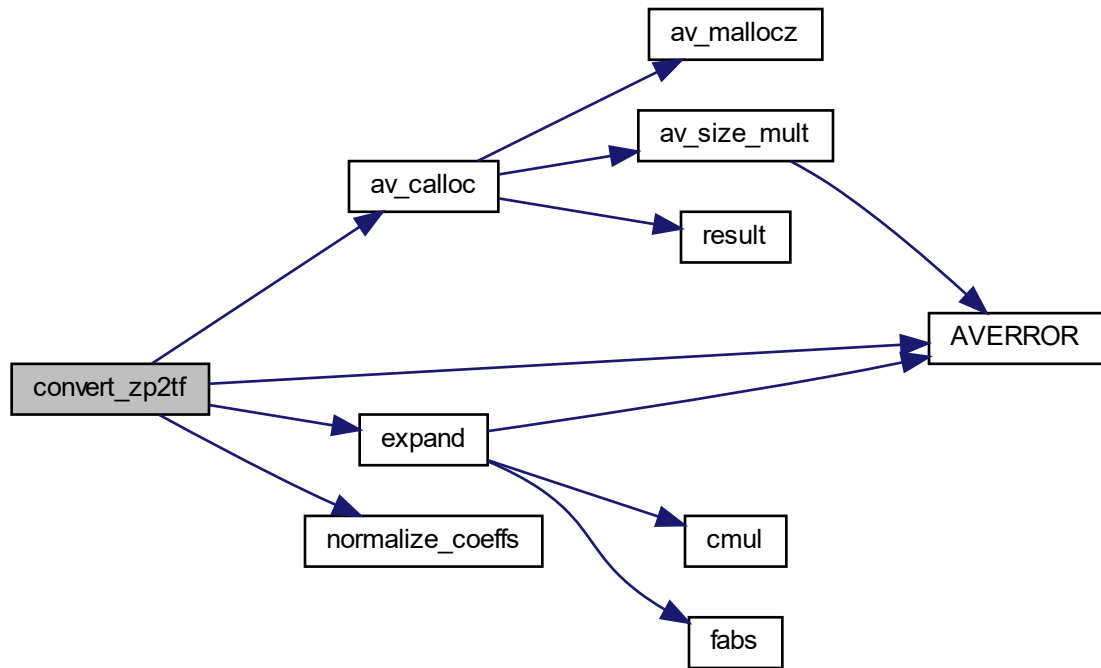 av_mallocz
av_size_mult
av_calloc
result
AVERROR
convert_zp2tf
expand
normalize_coeffs
cmul
fabs